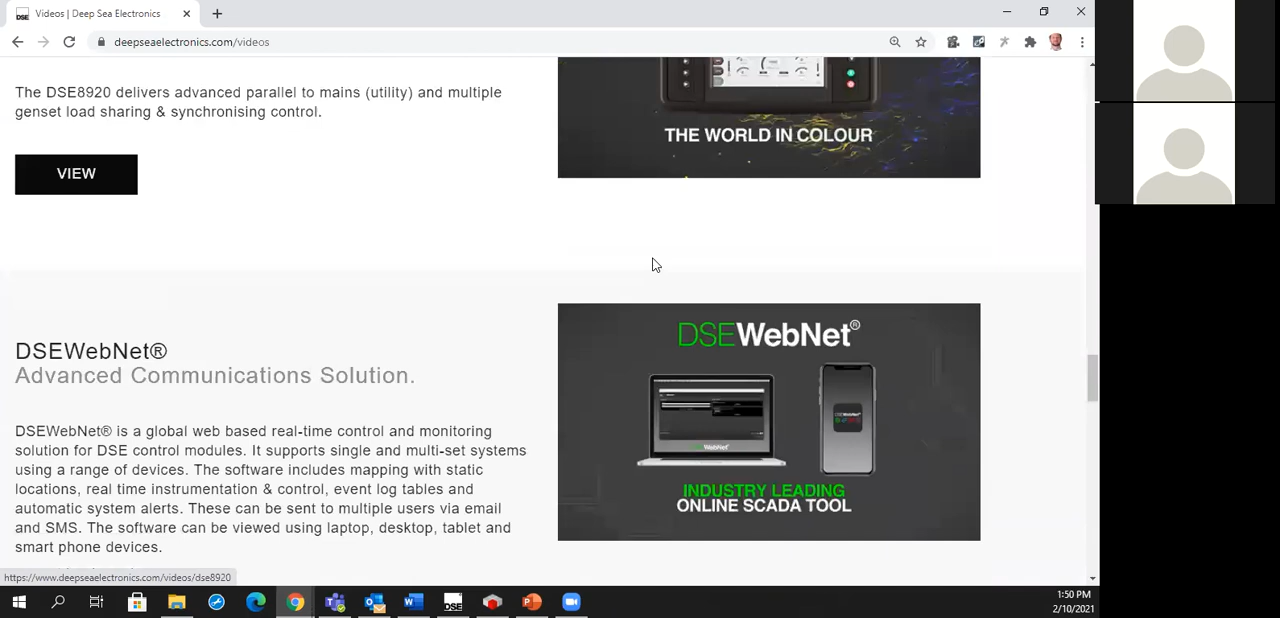 DSE Videos | Deep Sea Electronics
deepseaelectronics.com/videos
The DSE8920 delivers advanced parallel to mains (utility) and multiple
genset load sharing & synchronising control.
VIEW
THE WORLD IN COLOUR
DSEWebNet®
Advanced Communications Solution.
DSEWebNet® is a global web based real-time control and monitoring
solution for DSE control modules. It supports single and multi-set systems
using a range of devices. The software includes mapping with static
locations, real time instrumentation & control, event log tables and
automatic system alerts. These can be sent to multiple users via email
and SMS. The software can be viewed using laptop, desktop, tablet and
smart phone devices.
DSEWebNet®
DSEWebNet®
DSEWebNet
INDUSTRY LEADING
ONLINE SCADA TOOL
https://www.deepseaelectronics.com/videos/dse8920
DSE
1:50 PM
2/10/2021